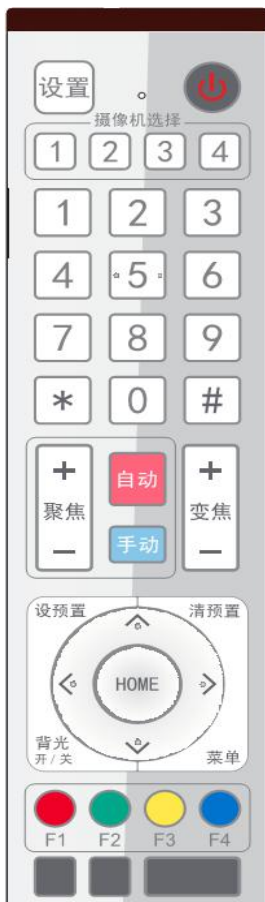 设置
摄像机选择
1 2 3 4
1 2 3
4 5 6
7 8 9
* 0 #
+ 自动 +
聚焦 变焦
- 手动 -
设预置 清预置
HOME
背光 菜单
开/关
F1 F2 F3 F4